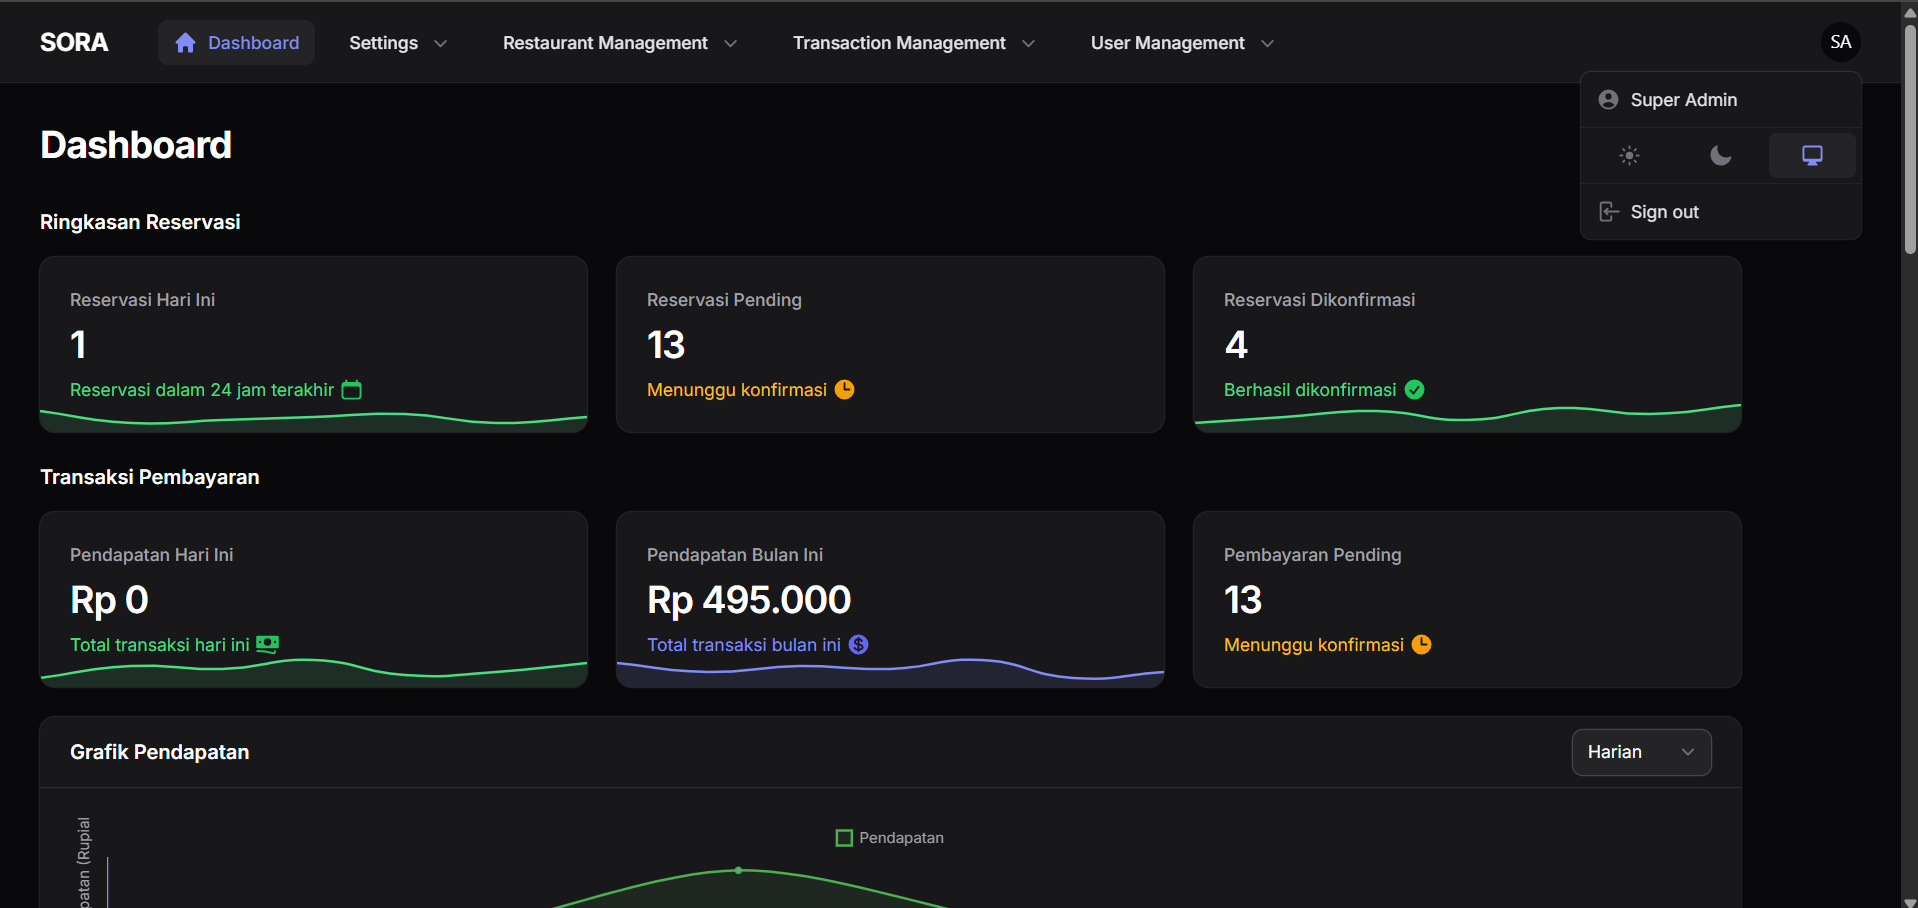 SORA Dashboard Settings Restaurant Management Transaction Management User Management SA
Super Admin
Sign out
Dashboard
Ringkasan Reservasi
Reservasi Hari Ini
1
Reservasi dalam 24 jam terakhir
Reservasi Pending
13
Menunggu konfirmasi
Reservasi Dikonfirmasi
4
Berhasil dikonfirmasi
Transaksi Pembayaran
Pendapatan Hari Ini
Rp 0
Total transaksi hari ini
Pendapatan Bulan Ini
Rp 495.000
Total transaksi bulan ini
Pembayaran Pending
13
Menunggu konfirmasi
Grafik Pendapatan
Harian
Pendapatan